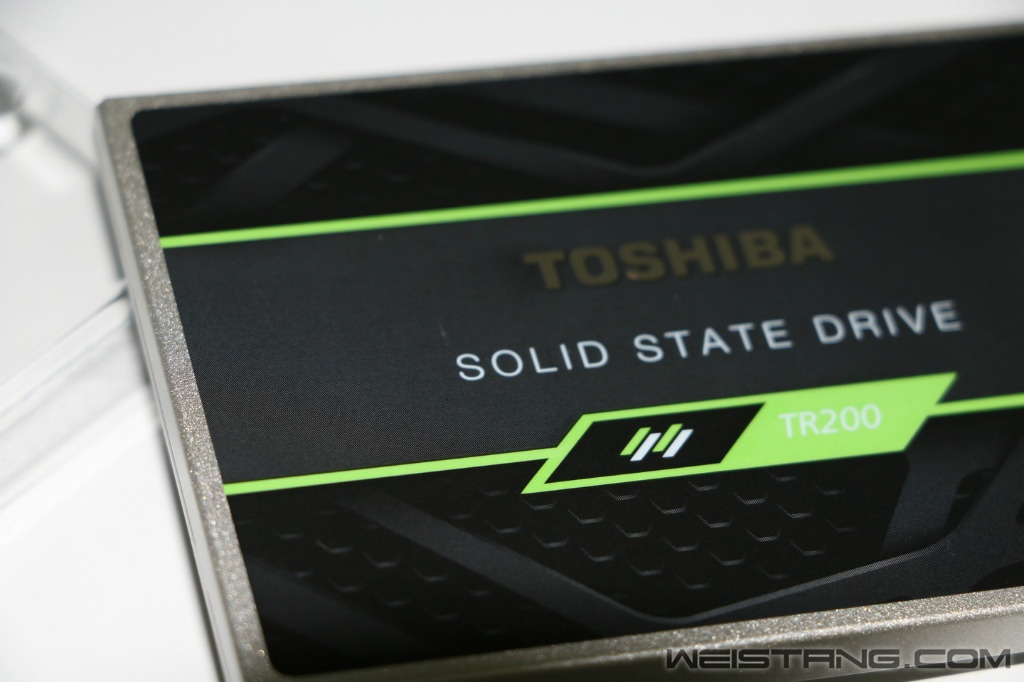 TOSHIBA
SOLID STATE DRIVE
TR200
WEISTANG.COM